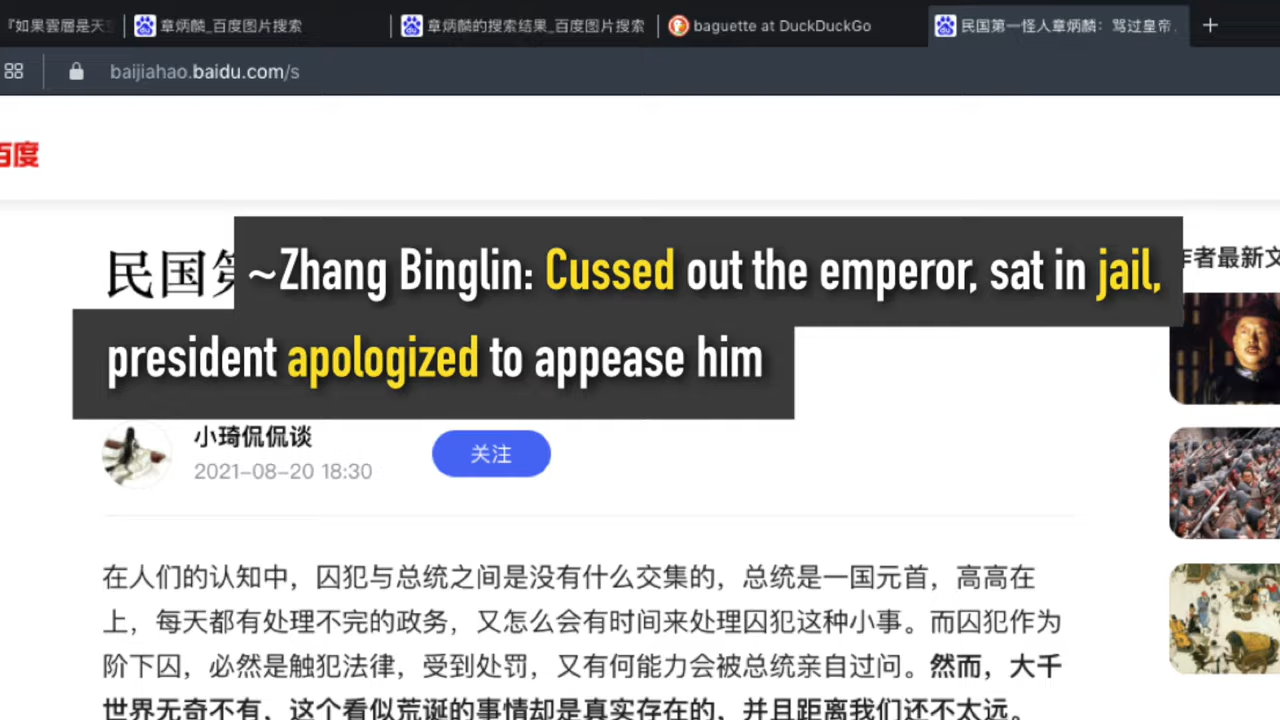 『如果雲層是天
章炳麟_百度图片搜索
章炳麟的搜索结果_百度图片搜索
baguette at DuckDuckGo
民国第一怪人章炳麟：骂过皇帝
baijiahao.baidu.com/s
百度
民国第
~Zhang Binglin: Cussed out the emperor, sat in jail,
president apologized to appease him
作者最新文
小琦侃侃谈
2021-08-20 18:30
关注
在人们的认知中，囚犯与总统之间是没有什么交集的，总统是一国元首，高高在
上，每天都有处理不完的政务，又怎么会有时间来处理囚犯这种小事。而囚犯作为
阶下囚，必然是触犯法律，受到处罚，又有何能力会被总统亲自过问。然而，大千
世界无奇不有，这个看似荒诞的事情却是真实存在的，并且距离我们还不太远。